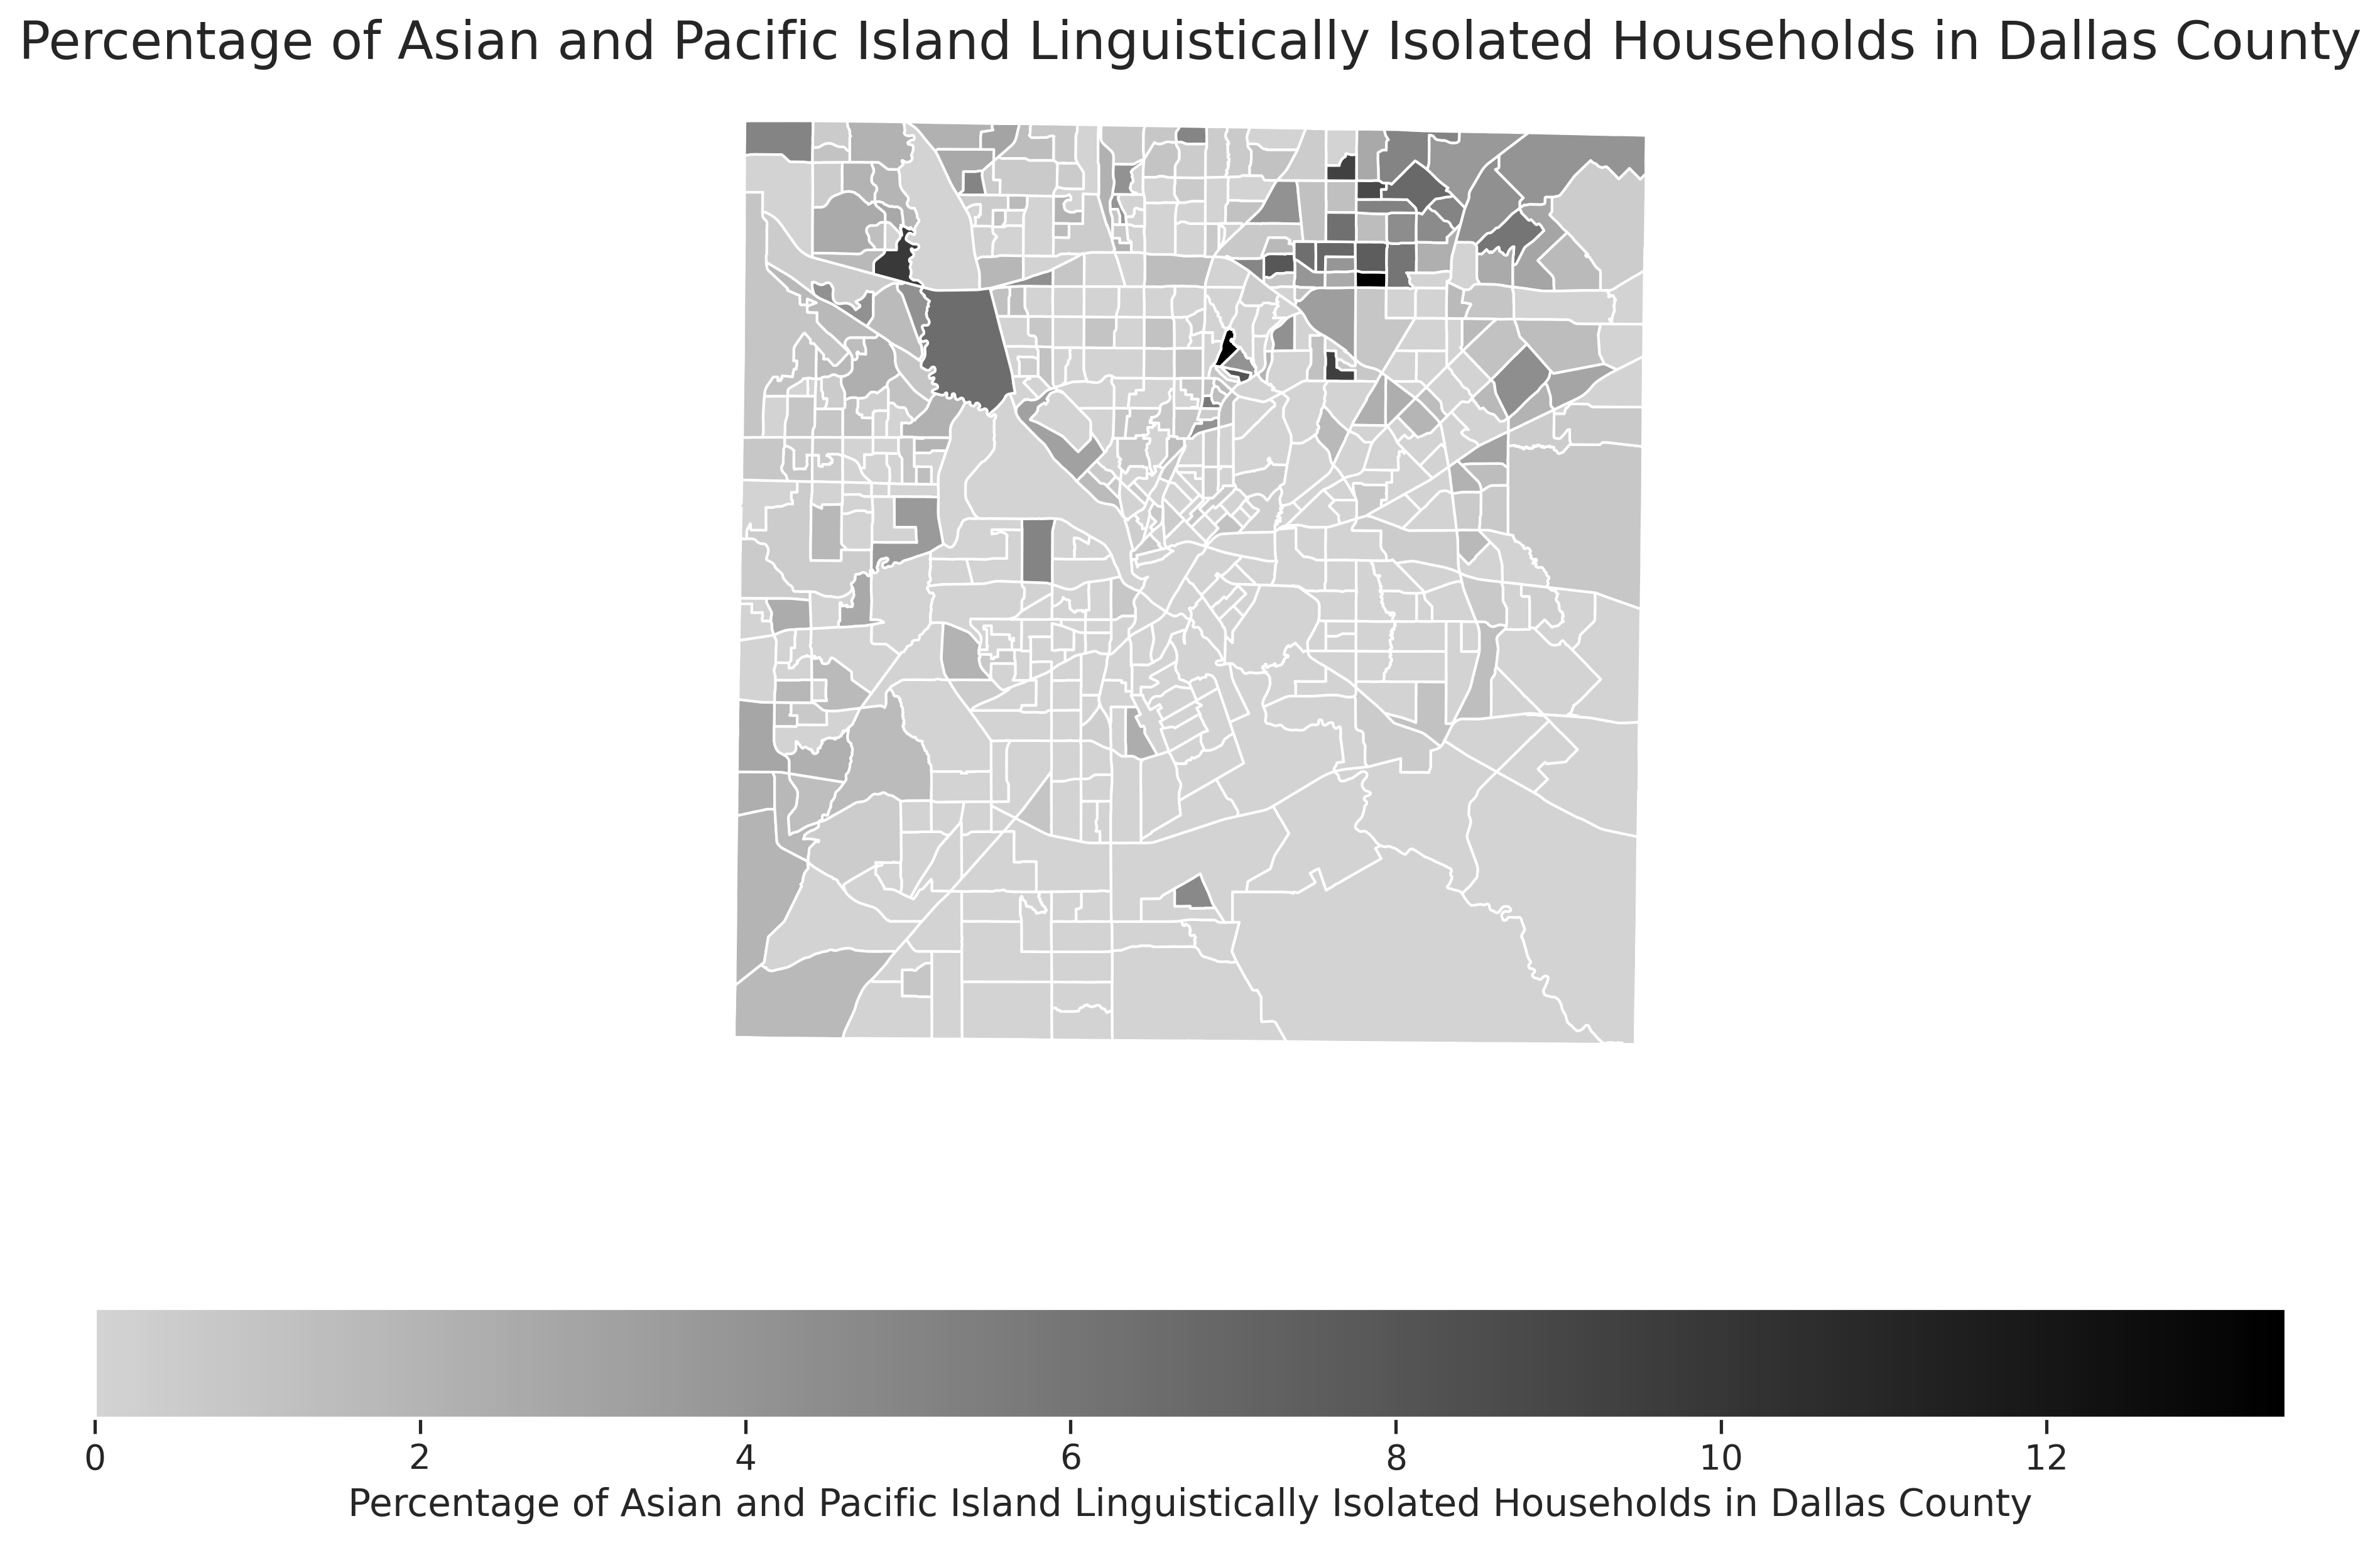 Percentage of Asian and Pacific Island Linguistically Isolated Households in Dallas County
0 2 4 6 8 10 12
Percentage of Asian and Pacific Island Linguistically Isolated Households in Dallas County